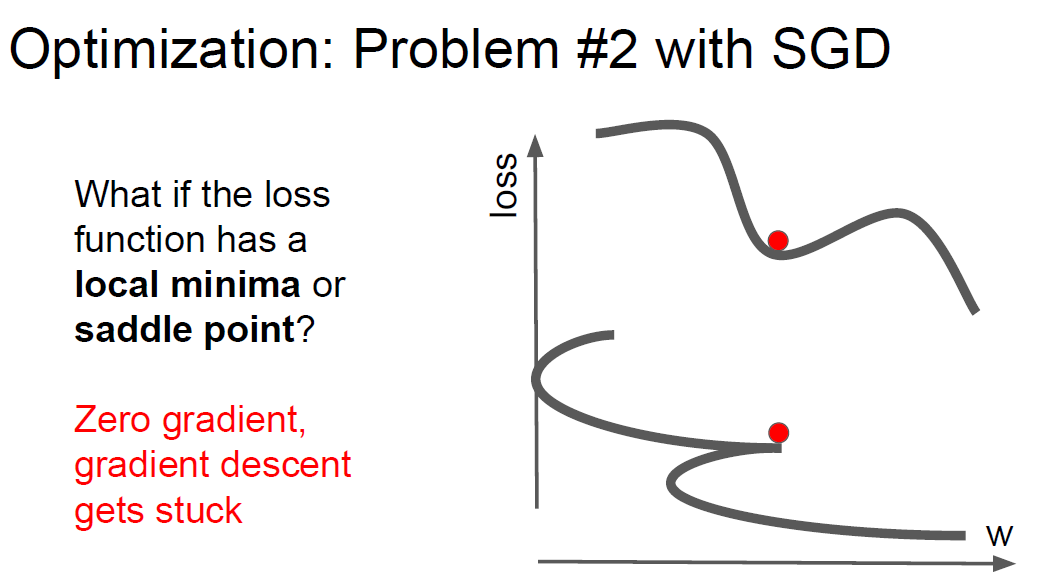 Optimization: Problem #2 with SGD
What if the loss
function has a
local minima or
saddle point?
Zero gradient,
gradient descent
gets stuck
loss
w